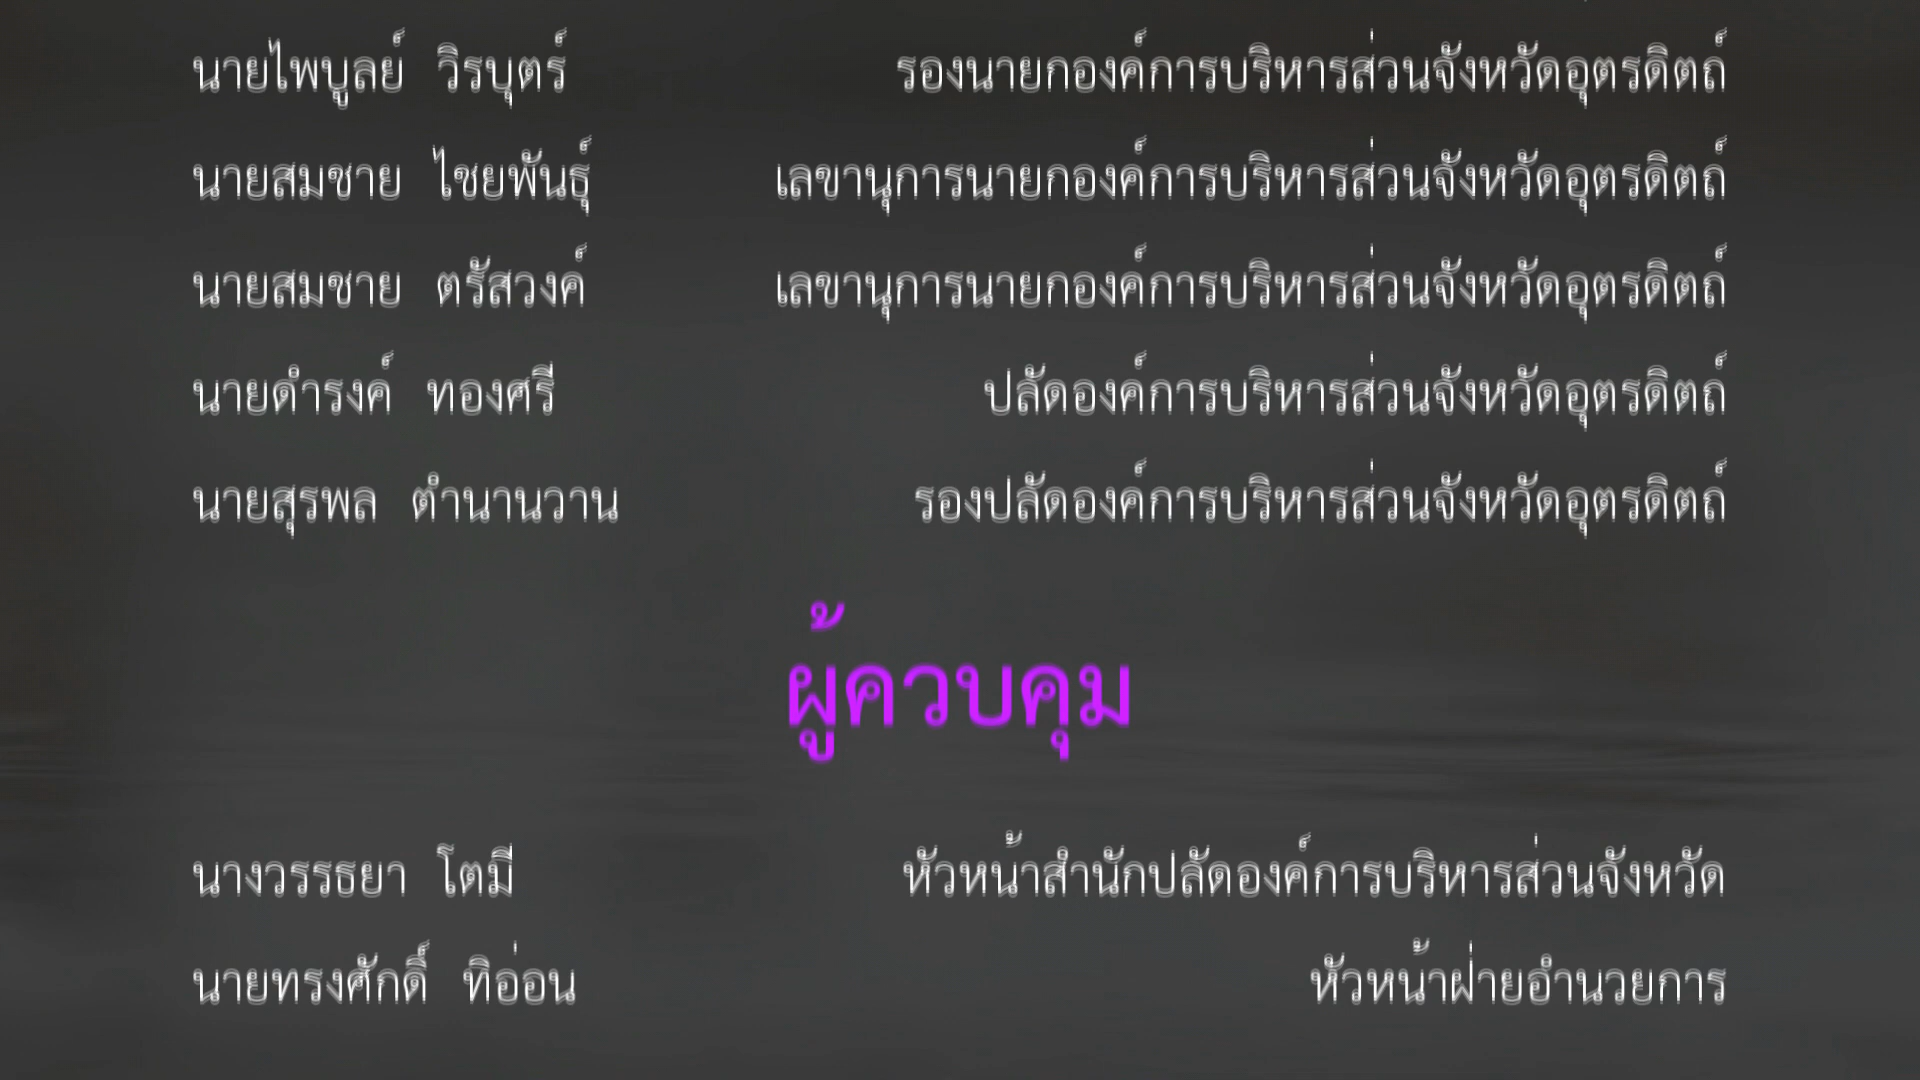 นายไพบูลย์ วิรบุตร์ รองนายกองค์การบริหารส่วนจังหวัดอุตรดิตถ์
นายสมชาย ไชยพันธุ์ เลขานุการนายกองค์การบริหารส่วนจังหวัดอุตรดิตถ์
นายสมชาย ตรัสวงค์ เลขานุการนายกองค์การบริหารส่วนจังหวัดอุตรดิตถ์
นายดำรงค์ ทองศรี ปลัดองค์การบริหารส่วนจังหวัดอุตรดิตถ์
นายสุรพล ตำนานวาน รองปลัดองค์การบริหารส่วนจังหวัดอุตรดิตถ์
ผู้ควบคุม
นางวรรธยา โตมี หัวหน้าสำนักปลัดองค์การบริหารส่วนจังหวัด
นายทรงศักดิ์ ทิอ่อน หัวหน้าฝ่ายอำนวยการ